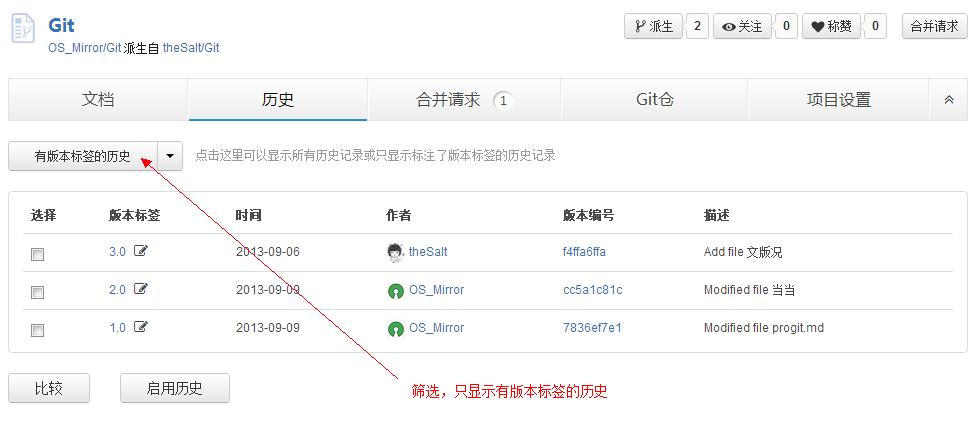 Git
OS_Mirror/Git 派生自 theSalt/Git
派生 2 关注 0 称赞 0 合并请求
文档 历史 合并请求 1 Git仓 项目设置
有版本标签的历史 点击这里可以显示所有历史记录或只显示标注了版本标签的历史记录
选择 版本标签 时间 作者 版本编号 描述
3.0 2013-09-06 theSalt f4ffa6ffa Add file 文版况
2.0 2013-09-09 OS_Mirror cc5a1c81c Modified file 当当
1.0 2013-09-09 OS_Mirror 7836ef7e1 Modified file progit.md
比较 启用历史
筛选，只显示有版本标签的历史